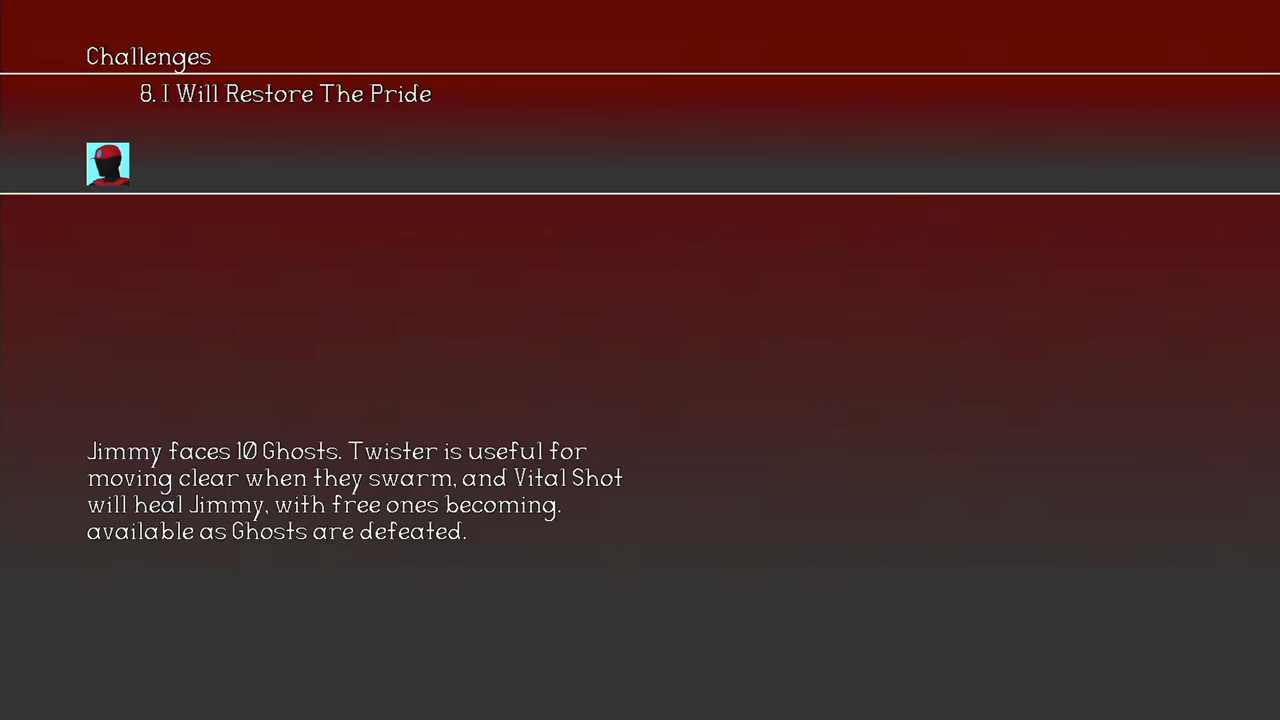 Challenges
8. I Will Restore The Pride
Jimmy faces 10 Ghosts. Twister is useful for
moving clear when they swarm, and Vital Shot
will heal Jimmy, with free ones becoming.
available as Ghosts are defeated.